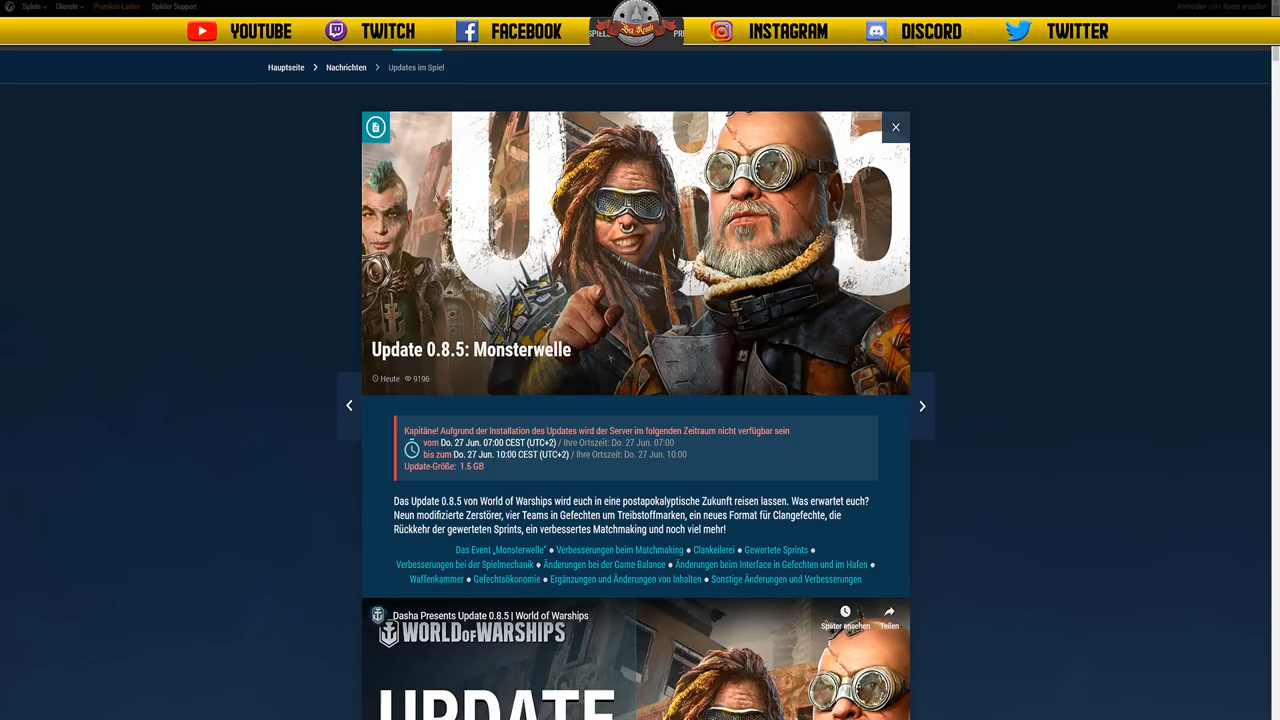 Spiele Dienste Premium-Laden Spieler Support
Anmelden oder Konto erstellen
YOUTUBE TWITCH FACEBOOK INSTAGRAM DISCORD TWITTER
Hauptseite Nachrichten Updates im Spiel
Update 0.8.5: Monsterwelle
Heute 9196
Kapitäne! Aufgrund der Installation des Updates wird der Server im folgenden Zeitraum nicht verfügbar sein
vom Do. 27 Jun. 07:00 CEST (UTC+2) / Ihre Ortszeit: Do. 27 Jun. 07:00
bis zum Do. 27 Jun. 10:00 CEST (UTC+2) / Ihre Ortszeit: Do. 27 Jun. 10:00
Update-Größe: 1.5 GB
Das Update 0.8.5 von World of Warships wird euch in eine postapokalyptische Zukunft reisen lassen. Was erwartet euch?
Neun modifizierte Zerstörer, vier Teams in Gefechten um Treibstoffmarken, ein neues Format für Clangefechte, die
Rückkehr der gewerteten Sprints, ein verbessertes Matchmaking und noch viel mehr!
Das Event „Monsterwelle" ● Verbesserungen beim Matchmaking ● Clankeilerei ● Gewertete Sprints ●
Verbesserungen bei der Spielmechanik ● Änderungen bei der Game Balance ● Änderungen beim Interface in Gefechten und im Hafen ●
Waffenkammer ● Gefechtsökonomie ● Ergänzungen und Änderungen von Inhalten ● Sonstige Änderungen und Verbesserungen
Dasha Presents Update 0.8.5 | World of Warships
Später ansehen Teilen
WORLD OF WARSHIPS
UPDATE